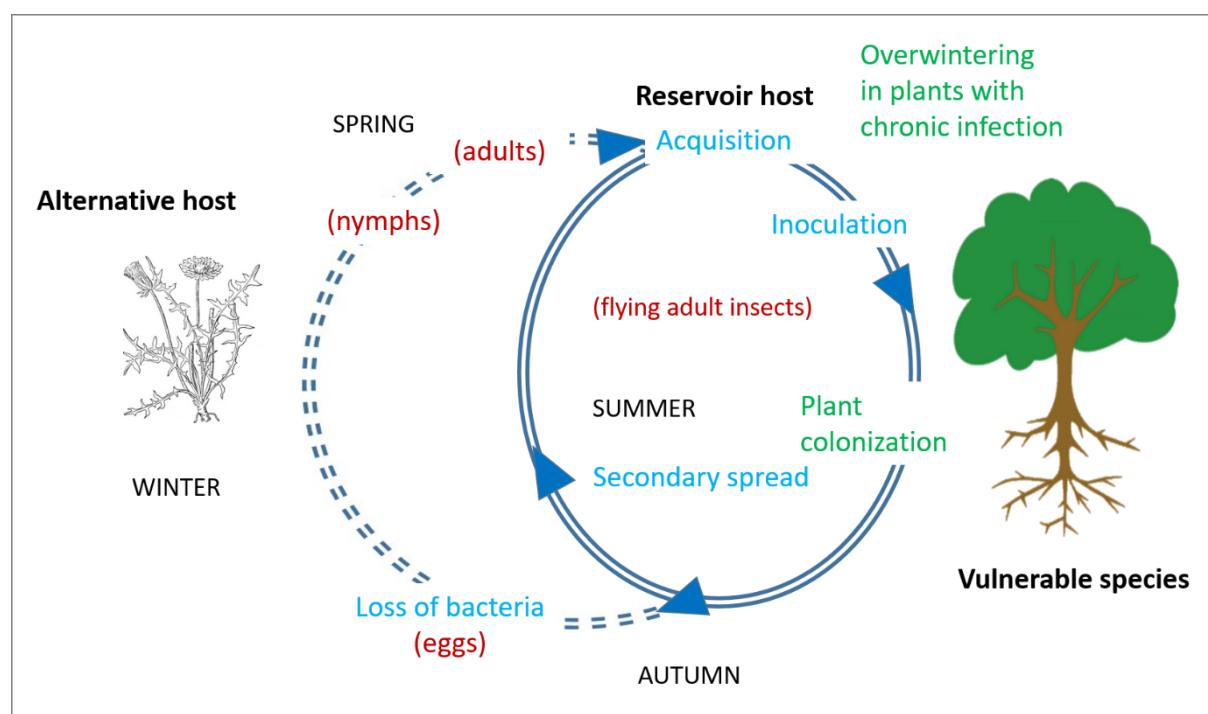 Overwintering
in plants with
chronic infection
Reservoir host
SPRING
Acquisition
(adults)
Alternative host
(nymphs)
Inoculation
(flying adult insects)
SUMMER
Plant
colonization
WINTER
Secondary spread
Vulnerable species
Loss of bacteria
(eggs)
AUTUMN